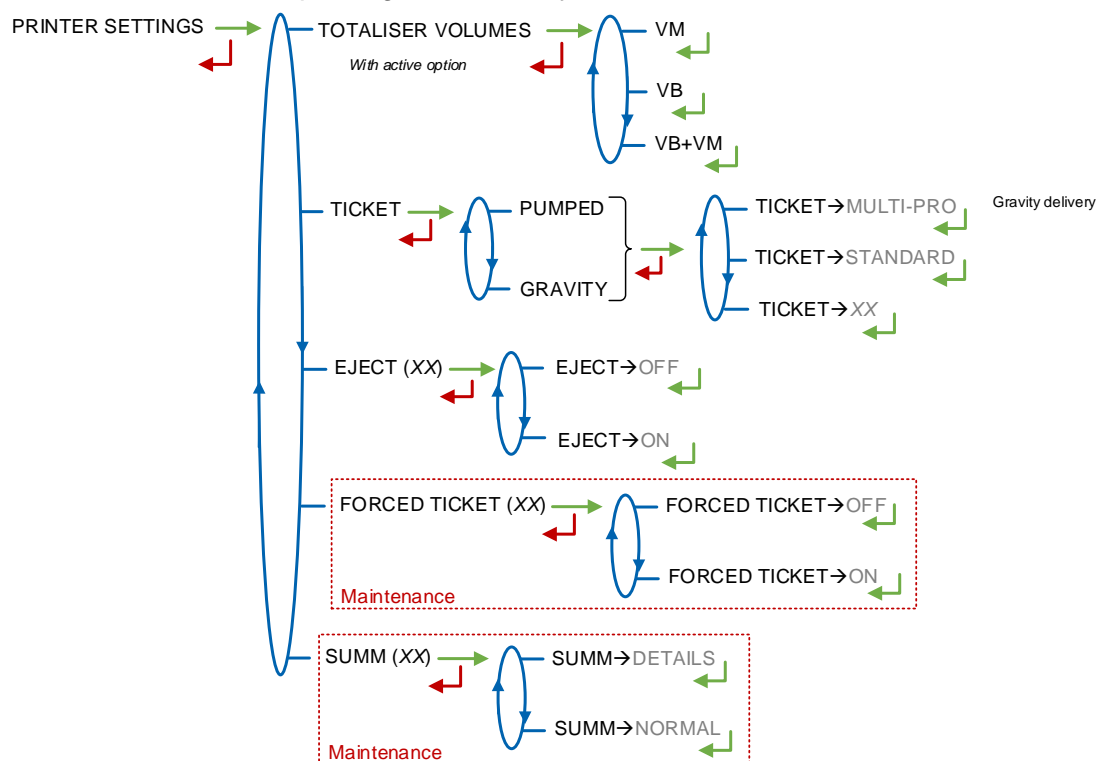 PRINTER SETTINGS
TOTALISER VOLUMES
With active option
VM
VB
VB+VM
TICKET
PUMPED
GRAVITY
TICKET→MULTI-PRO
Gravity delivery
TICKET→STANDARD
TICKET→XX
EJECT (XX)
EJECT→OFF
EJECT→ON
FORCED TICKET (XX)
FORCED TICKET→OFF
FORCED TICKET→ON
Maintenance
SUMM (XX)
SUMM→DETAILS
SUMM→NORMAL
Maintenance